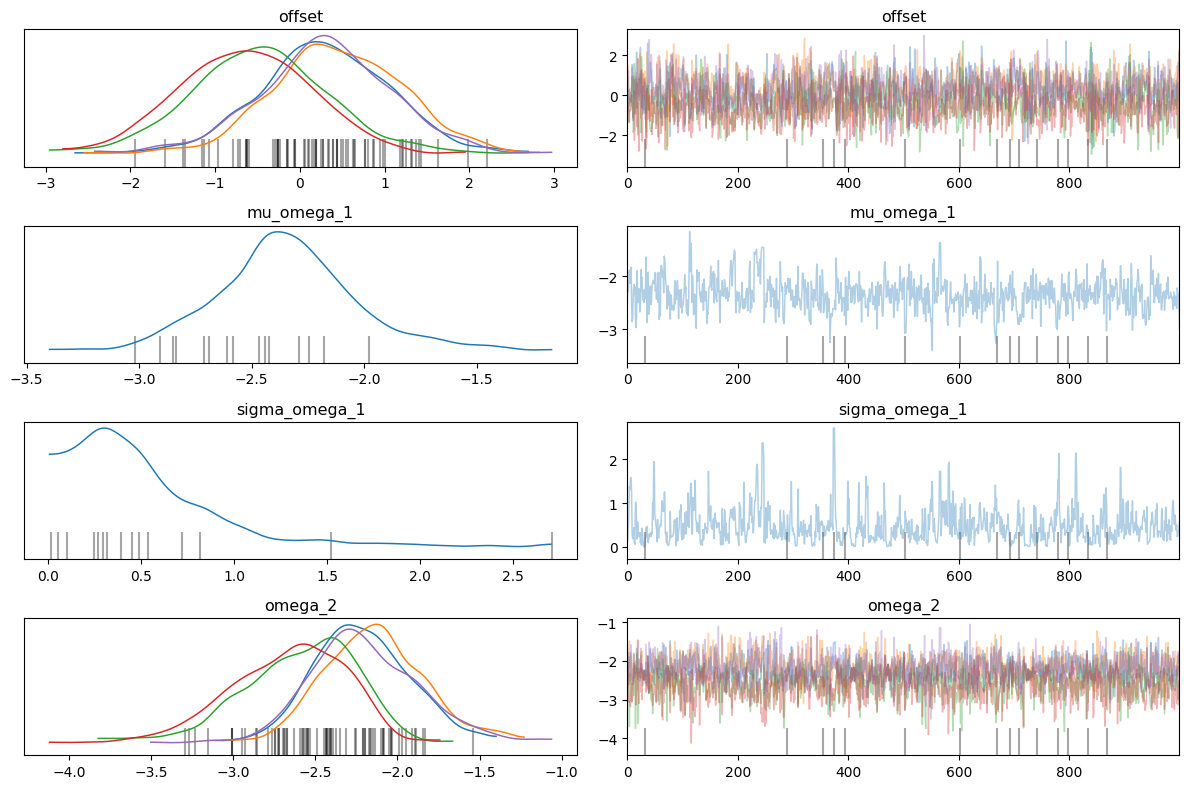 offset offset
−3 −2 −1 0 1 2 3
2 0 −2
0 200 400 600 800
mu_omega_1 mu_omega_1
−3.5 −3.0 −2.5 −2.0 −1.5
−2 −3
0 200 400 600 800
sigma_omega_1 sigma_omega_1
0.0 0.5 1.0 1.5 2.0 2.5
2 1 0
0 200 400 600 800
omega_2 omega_2
−4.0 −3.5 −3.0 −2.5 −2.0 −1.5 −1.0
−1 −2 −3 −4
0 200 400 600 800